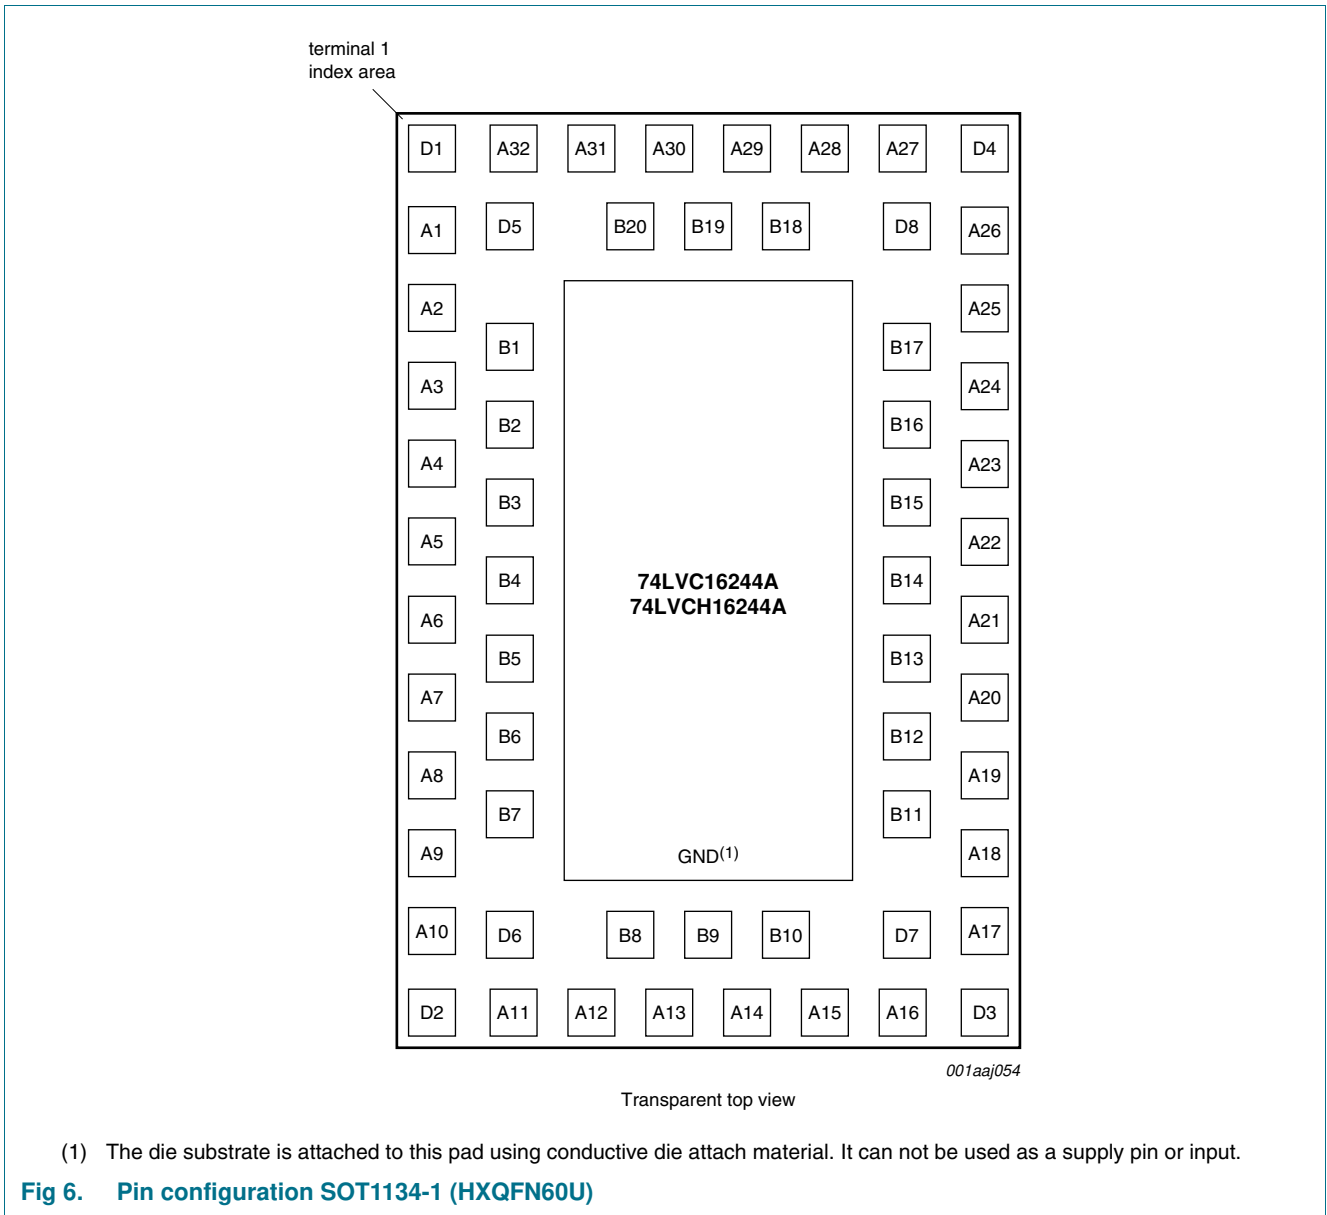 terminal 1
index area
D1 A32 A31 A30 A29 A28 A27 D4
A1 D5 B20 B19 B18 D8 A26
A2 A25
B1 B17
A3 A24
B2 B16
A4 A23
B3 B15
A5 A22
B4 74LVC16244A B14
74LVCH16244A
A6 A21
B5 B13
A7 A20
B6 B12
A8 A19
B7 B11
A9 GND(1) A18
A10 D6 B8 B9 B10 D7 A17
D2 A11 A12 A13 A14 A15 A16 D3
001aaj054
Transparent top view
(1) The die substrate is attached to this pad using conductive die attach material. It can not be used as a supply pin or input.
Fig 6. Pin configuration SOT1134-1 (HXQFN60U)